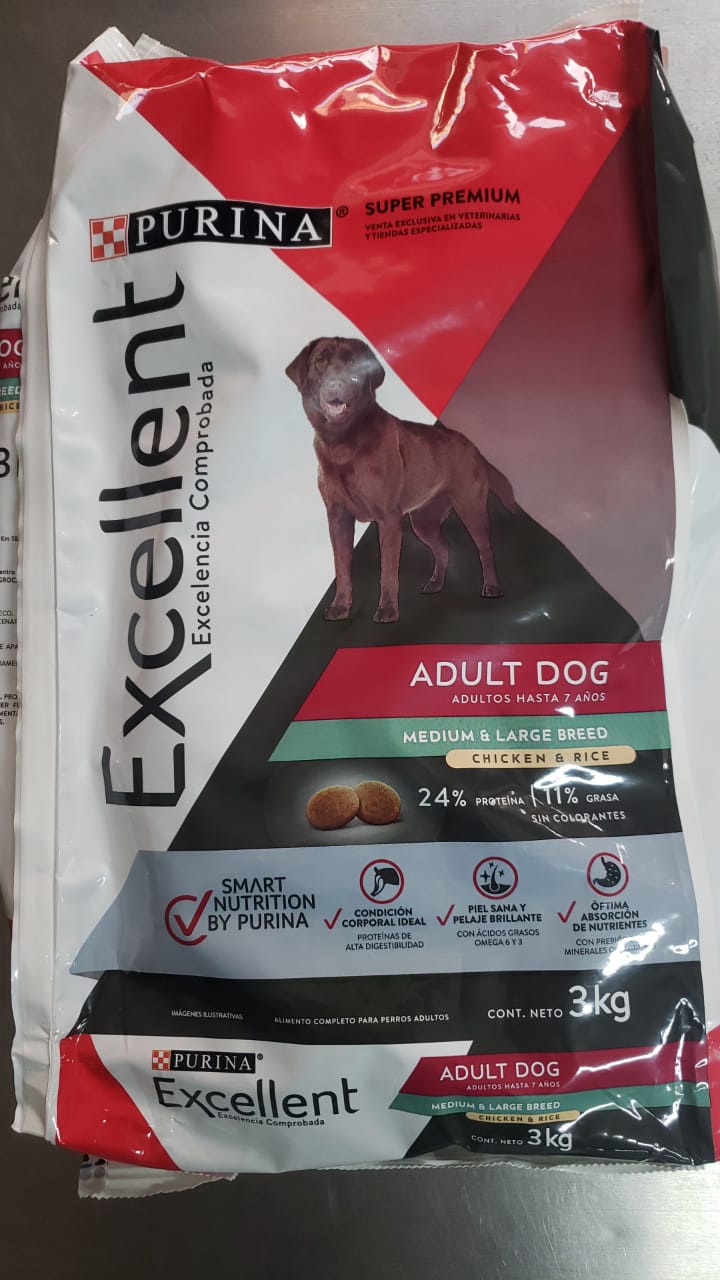 PURINA®
SUPER PREMIUM
VENTA EXCLUSIVA EN VETERINARIAS
Y TIENDAS ESPECIALIZADAS
Excellent
Excelencia Comprobada
ADULT DOG
ADULTOS HASTA 7 AÑOS
MEDIUM & LARGE BREED
CHICKEN & RICE
24% PROTEÍNA | 11% GRASA
SIN COLORANTES
SMART
NUTRITION
BY PURINA
CONDICIÓN
CORPORAL IDEAL
PROTEÍNAS DE
ALTA DIGESTIBILIDAD
PIEL SANA Y
PELAJE BRILLANTE
CON ÁCIDOS GRASOS
OMEGA 6 Y 3
ÓPTIMA
ABSORCIÓN
DE NUTRIENTES
CON
MINERALES
IMÁGENES ILUSTRATIVAS
ALIMENTO COMPLETO PARA PERROS ADULTOS
CONT. NETO 3kg
PURINA®
Excellent
Excelencia Comprobada
ADULT DOG
ADULTOS HASTA 7 AÑOS
MEDIUM & LARGE BREED
CHICKEN & RICE
CONT. NETO 3kg